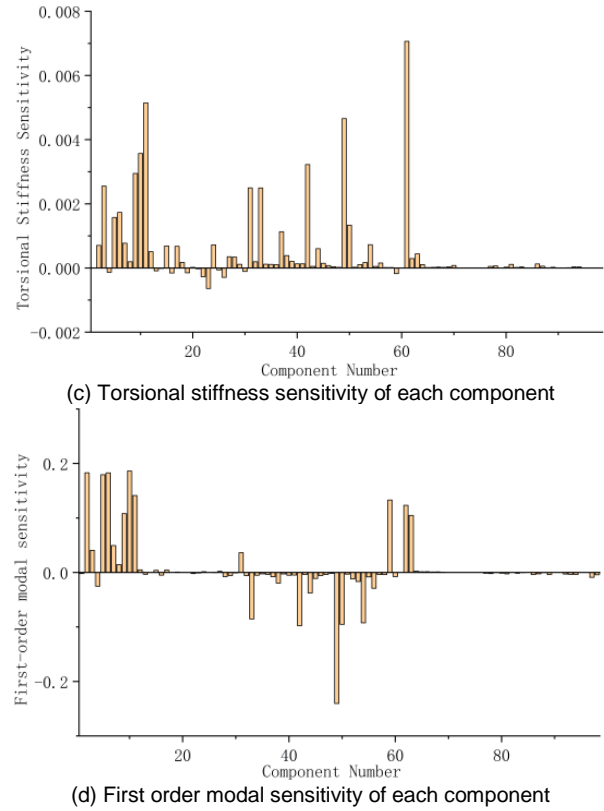 0.008
0.006
0.004
0.002
0.000
-0.002
Torsional Stiffness Sensitivity
20 40 60 80
Component Number
(c) Torsional stiffness sensitivity of each component
0.2
0.0
-0.2
First-order modal sensitivity
20 40 60 80
Component Number
(d) First order modal sensitivity of each component